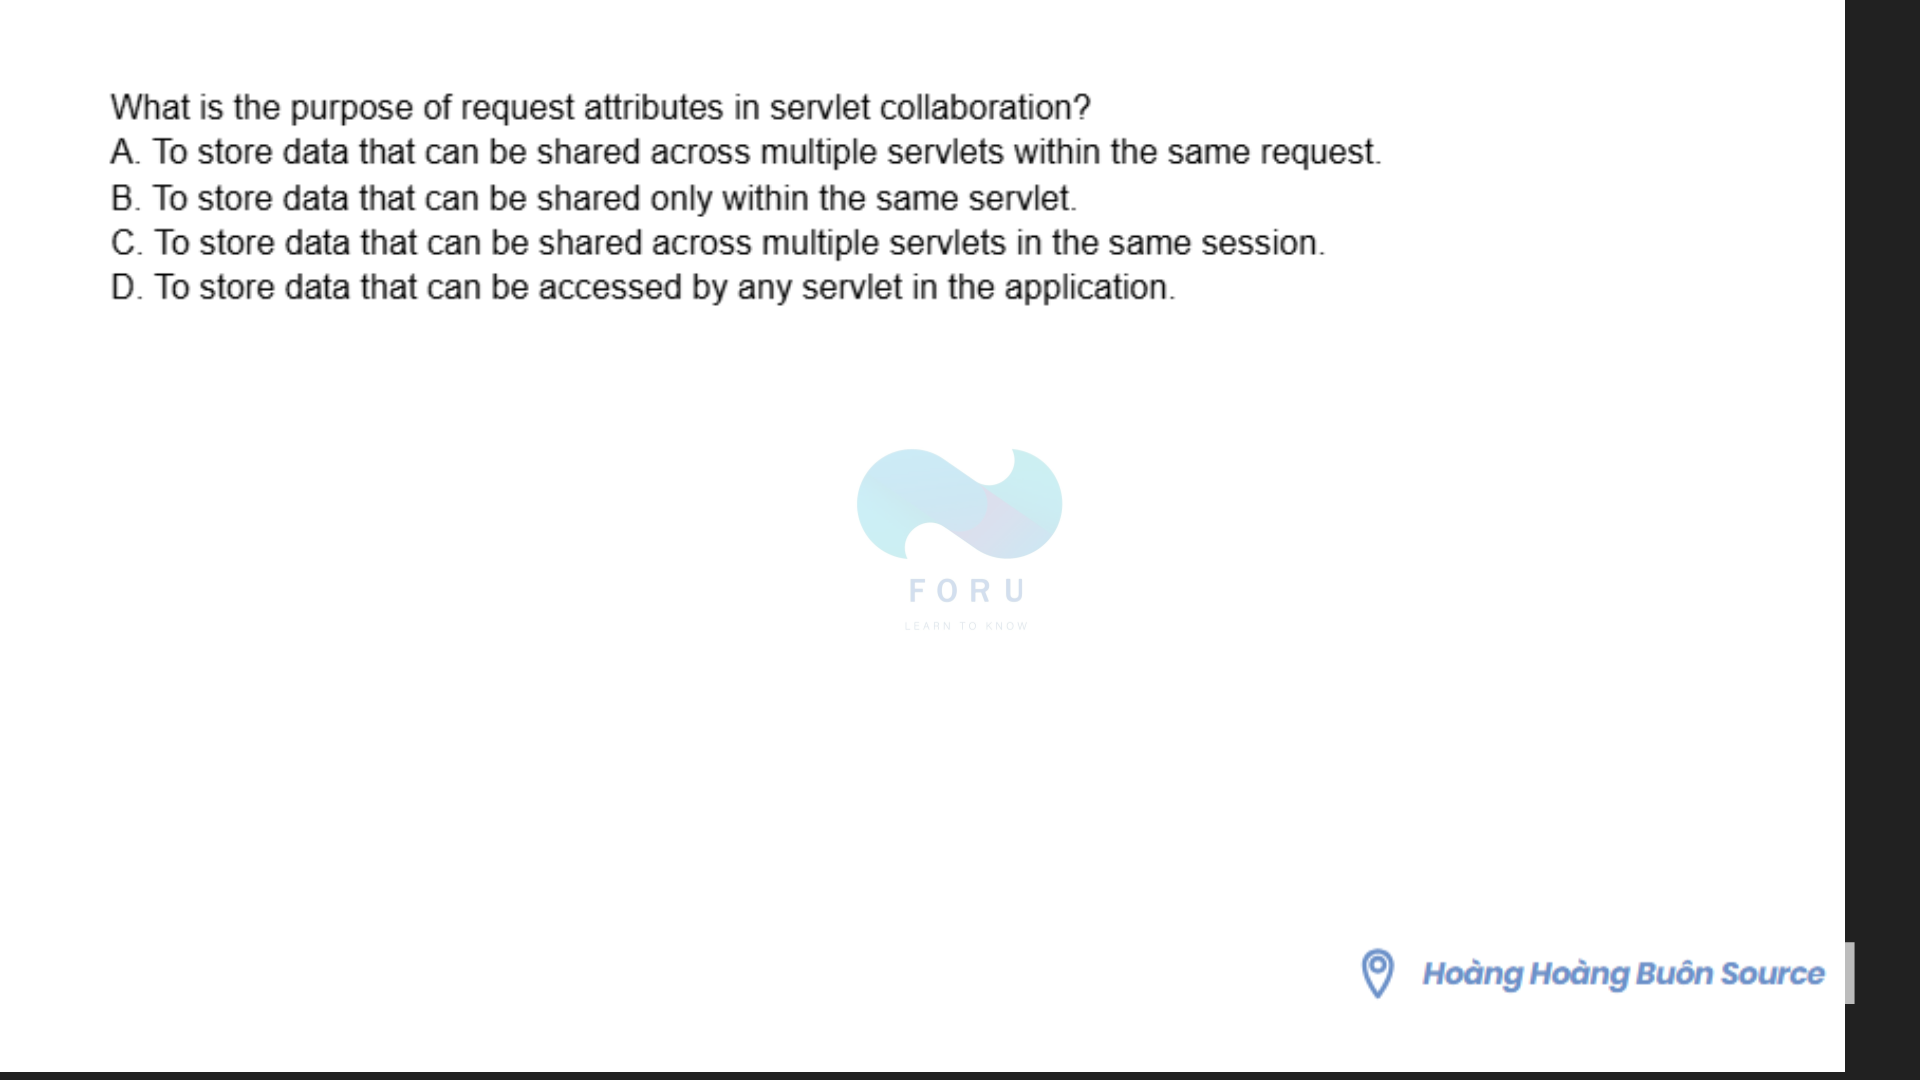 What is the purpose of request attributes in servlet collaboration?
A. To store data that can be shared across multiple servlets within the same request.
B. To store data that can be shared only within the same servlet.
C. To store data that can be shared across multiple servlets in the same session.
D. To store data that can be accessed by any servlet in the application.
FORU
LEARN TO KNOW
Hoàng Hoàng Buôn Source